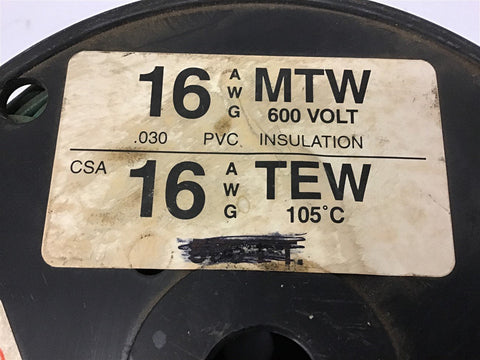 16 AWG MTW
600 VOLT
.030 PVC INSULATION
CSA 16 AWG TEW
105°C